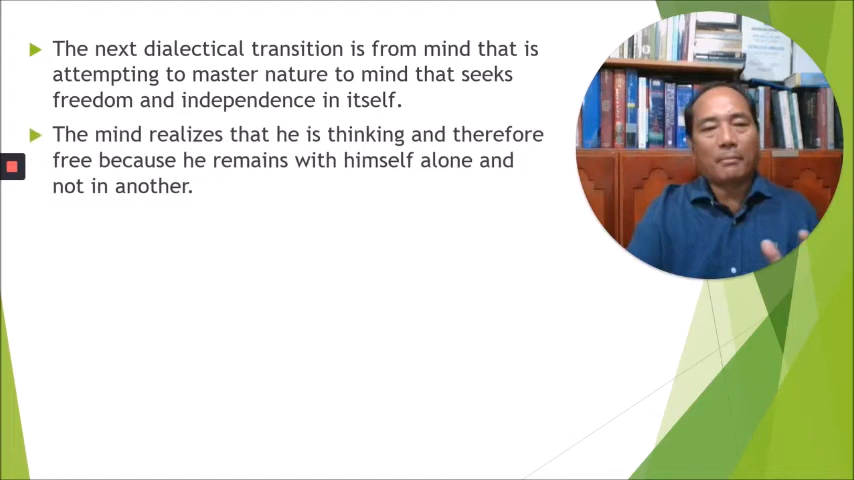 The next dialectical transition is from mind that is
attempting to master nature to mind that seeks
freedom and independence in itself.
The mind realizes that he is thinking and therefore
free because he remains with himself alone and
not in another.